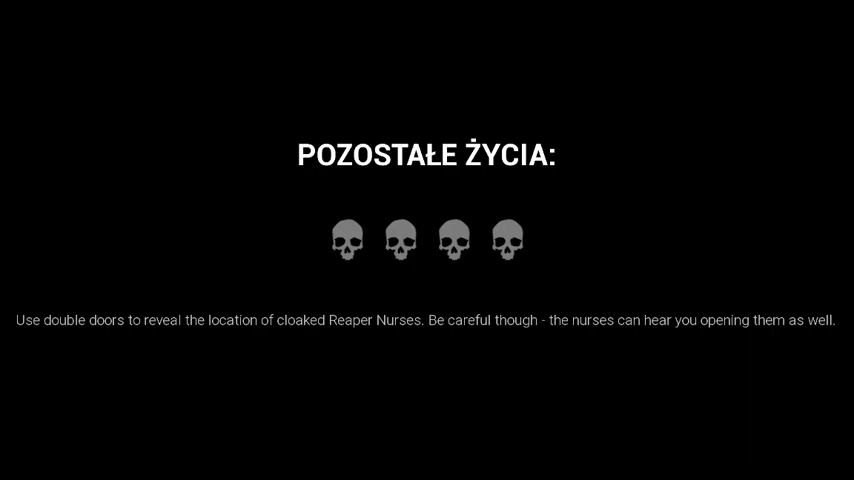 POZOSTAŁE ŻYCIA:
Use double doors to reveal the location of cloaked Reaper Nurses. Be careful though - the nurses can hear you opening them as well.